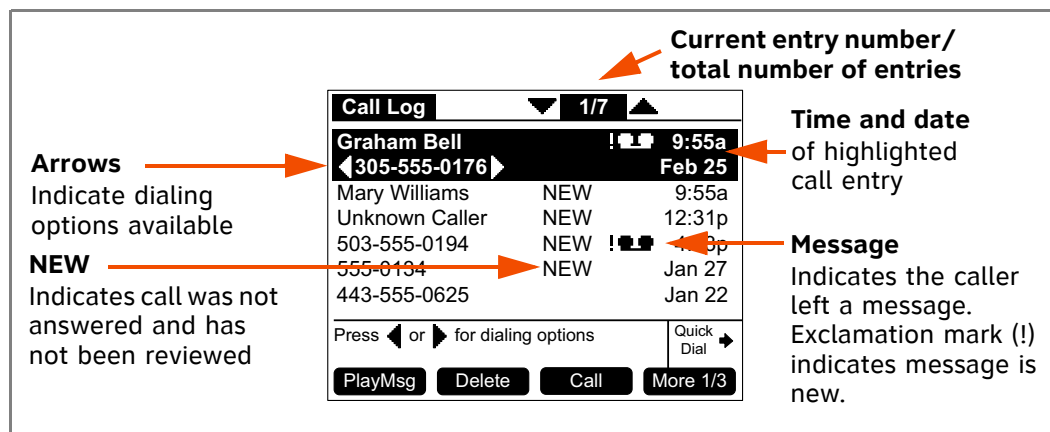 Current entry number/
total number of entries
Call Log 1/7
Graham Bell ! 9:55a
305-555-0176 Feb 25
Mary Williams NEW 9:55a
Unknown Caller NEW 12:31p
503-555-0194 NEW !
555-0134 NEW Jan 27
443-555-0625 Jan 22
Press or for dialing options
Quick
Dial
PlayMsg Delete Call More 1/3
Arrows
Indicate dialing
options available
NEW
Indicates call was not
answered and has
not been reviewed
Time and date
of highlighted
call entry
Message
Indicates the caller
left a message.
Exclamation mark (!)
indicates message is
new.